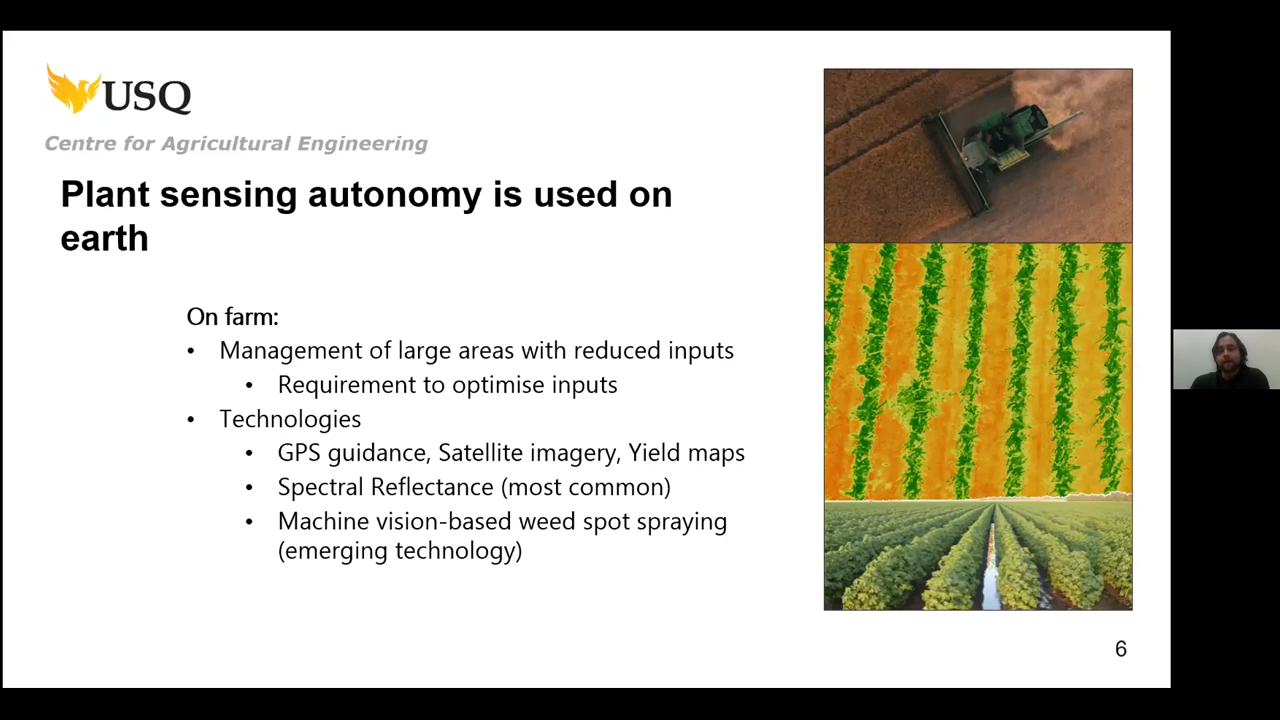 USQ
Centre for Agricultural Engineering
Plant sensing autonomy is used on
earth
On farm:
• Management of large areas with reduced inputs
• Requirement to optimise inputs
• Technologies
• GPS guidance, Satellite imagery, Yield maps
• Spectral Reflectance (most common)
• Machine vision-based weed spot spraying
(emerging technology)
6